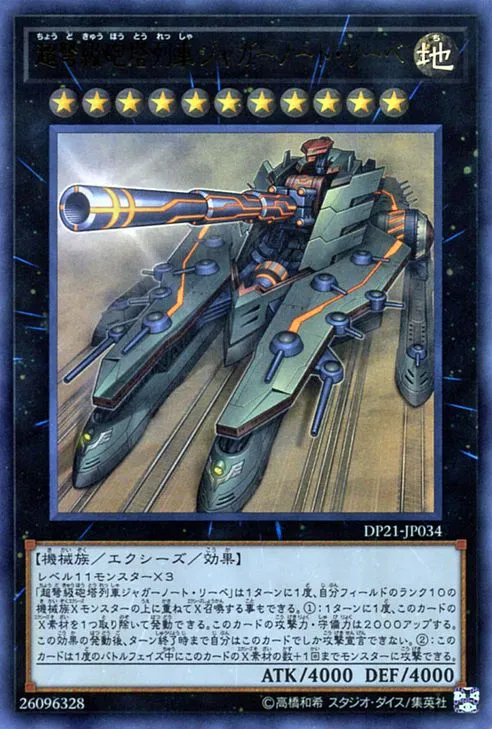 ちょうどきゅうほうとうれっしゃ
超弩級砲塔列車ジャガーノート・リーベ
ち
地
DP21-JP034
【機械族/エクシーズ/効果】
レベル11モンスター×3
「超弩級砲塔列車ジャガーノート・リーベ」は1ターンに1度、自分フィールドのランク10の
機械族Xモンスターの上に重ねてX召喚する事もできる。①:1ターンに1度、このカードの
X素材を1つ取り除いて発動できる。このカードの攻撃力・守備力は2000アップする。
この効果の発動後、ターン終了時まで自分はこのカードでしか攻撃宣言できない。②:この
カードは1度のバトルフェイズ中にこのカードのX素材の数+1回までモンスターに攻撃できる。
ATK/4000 DEF/4000
26096328
©高橋和希 スタジオ・ダイス/集英社